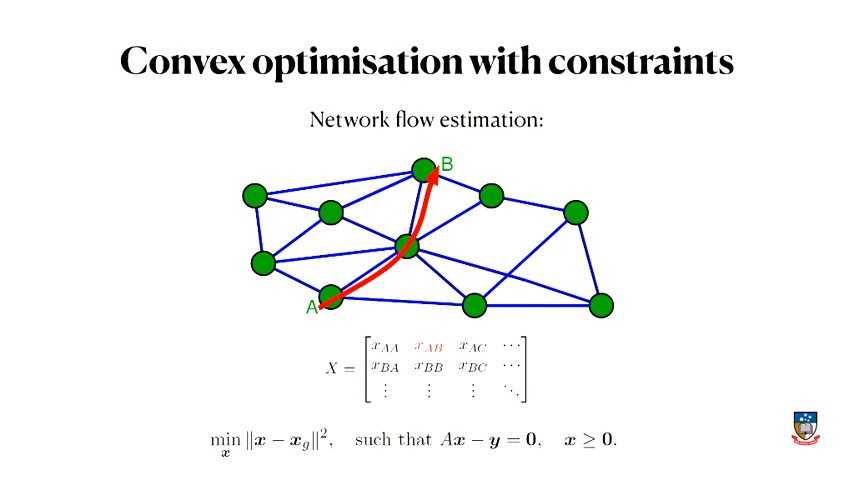 Convex optimisation with constraints
Network flow estimation:
B
A
X = [x_AA x_AB x_AC ⋯
x_BA x_BB x_BC ⋯
⋮ ⋮ ⋮ ⋱]
min_x ‖x − x_g‖², such that Ax − y = 0, x ≥ 0.